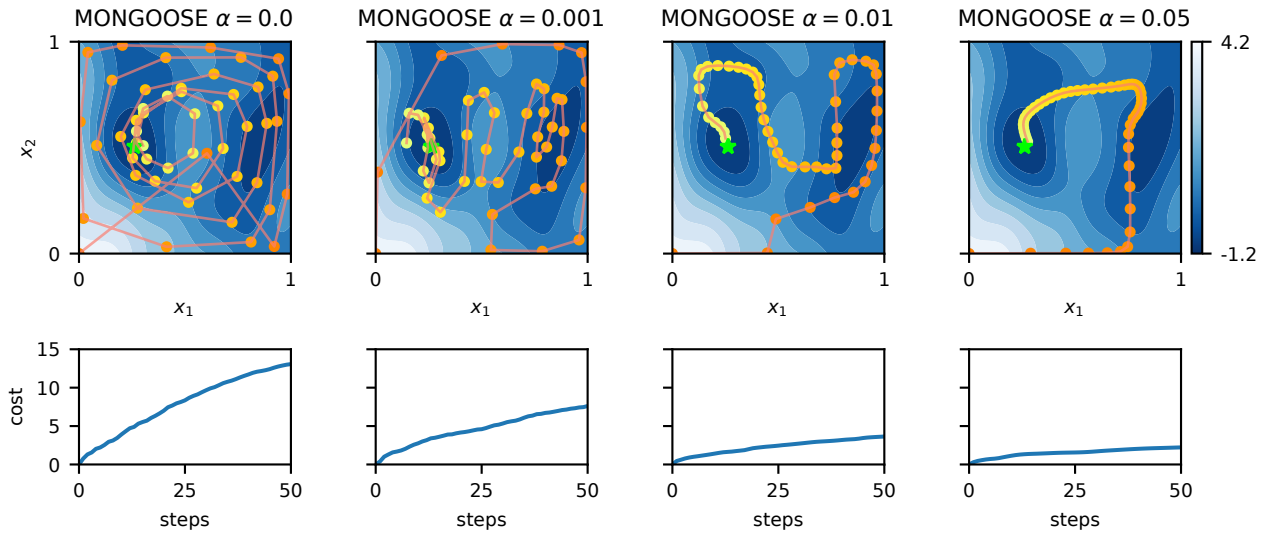 MONGOOSE α = 0.0
MONGOOSE α = 0.001
MONGOOSE α = 0.01
MONGOOSE α = 0.05
1
x₂
0
0
1
0
1
0
1
0
1
x₁
x₁
x₁
x₁
4.2
-1.2
15
10
5
0
cost
0
25
50
0
25
50
0
25
50
0
25
50
steps
steps
steps
steps